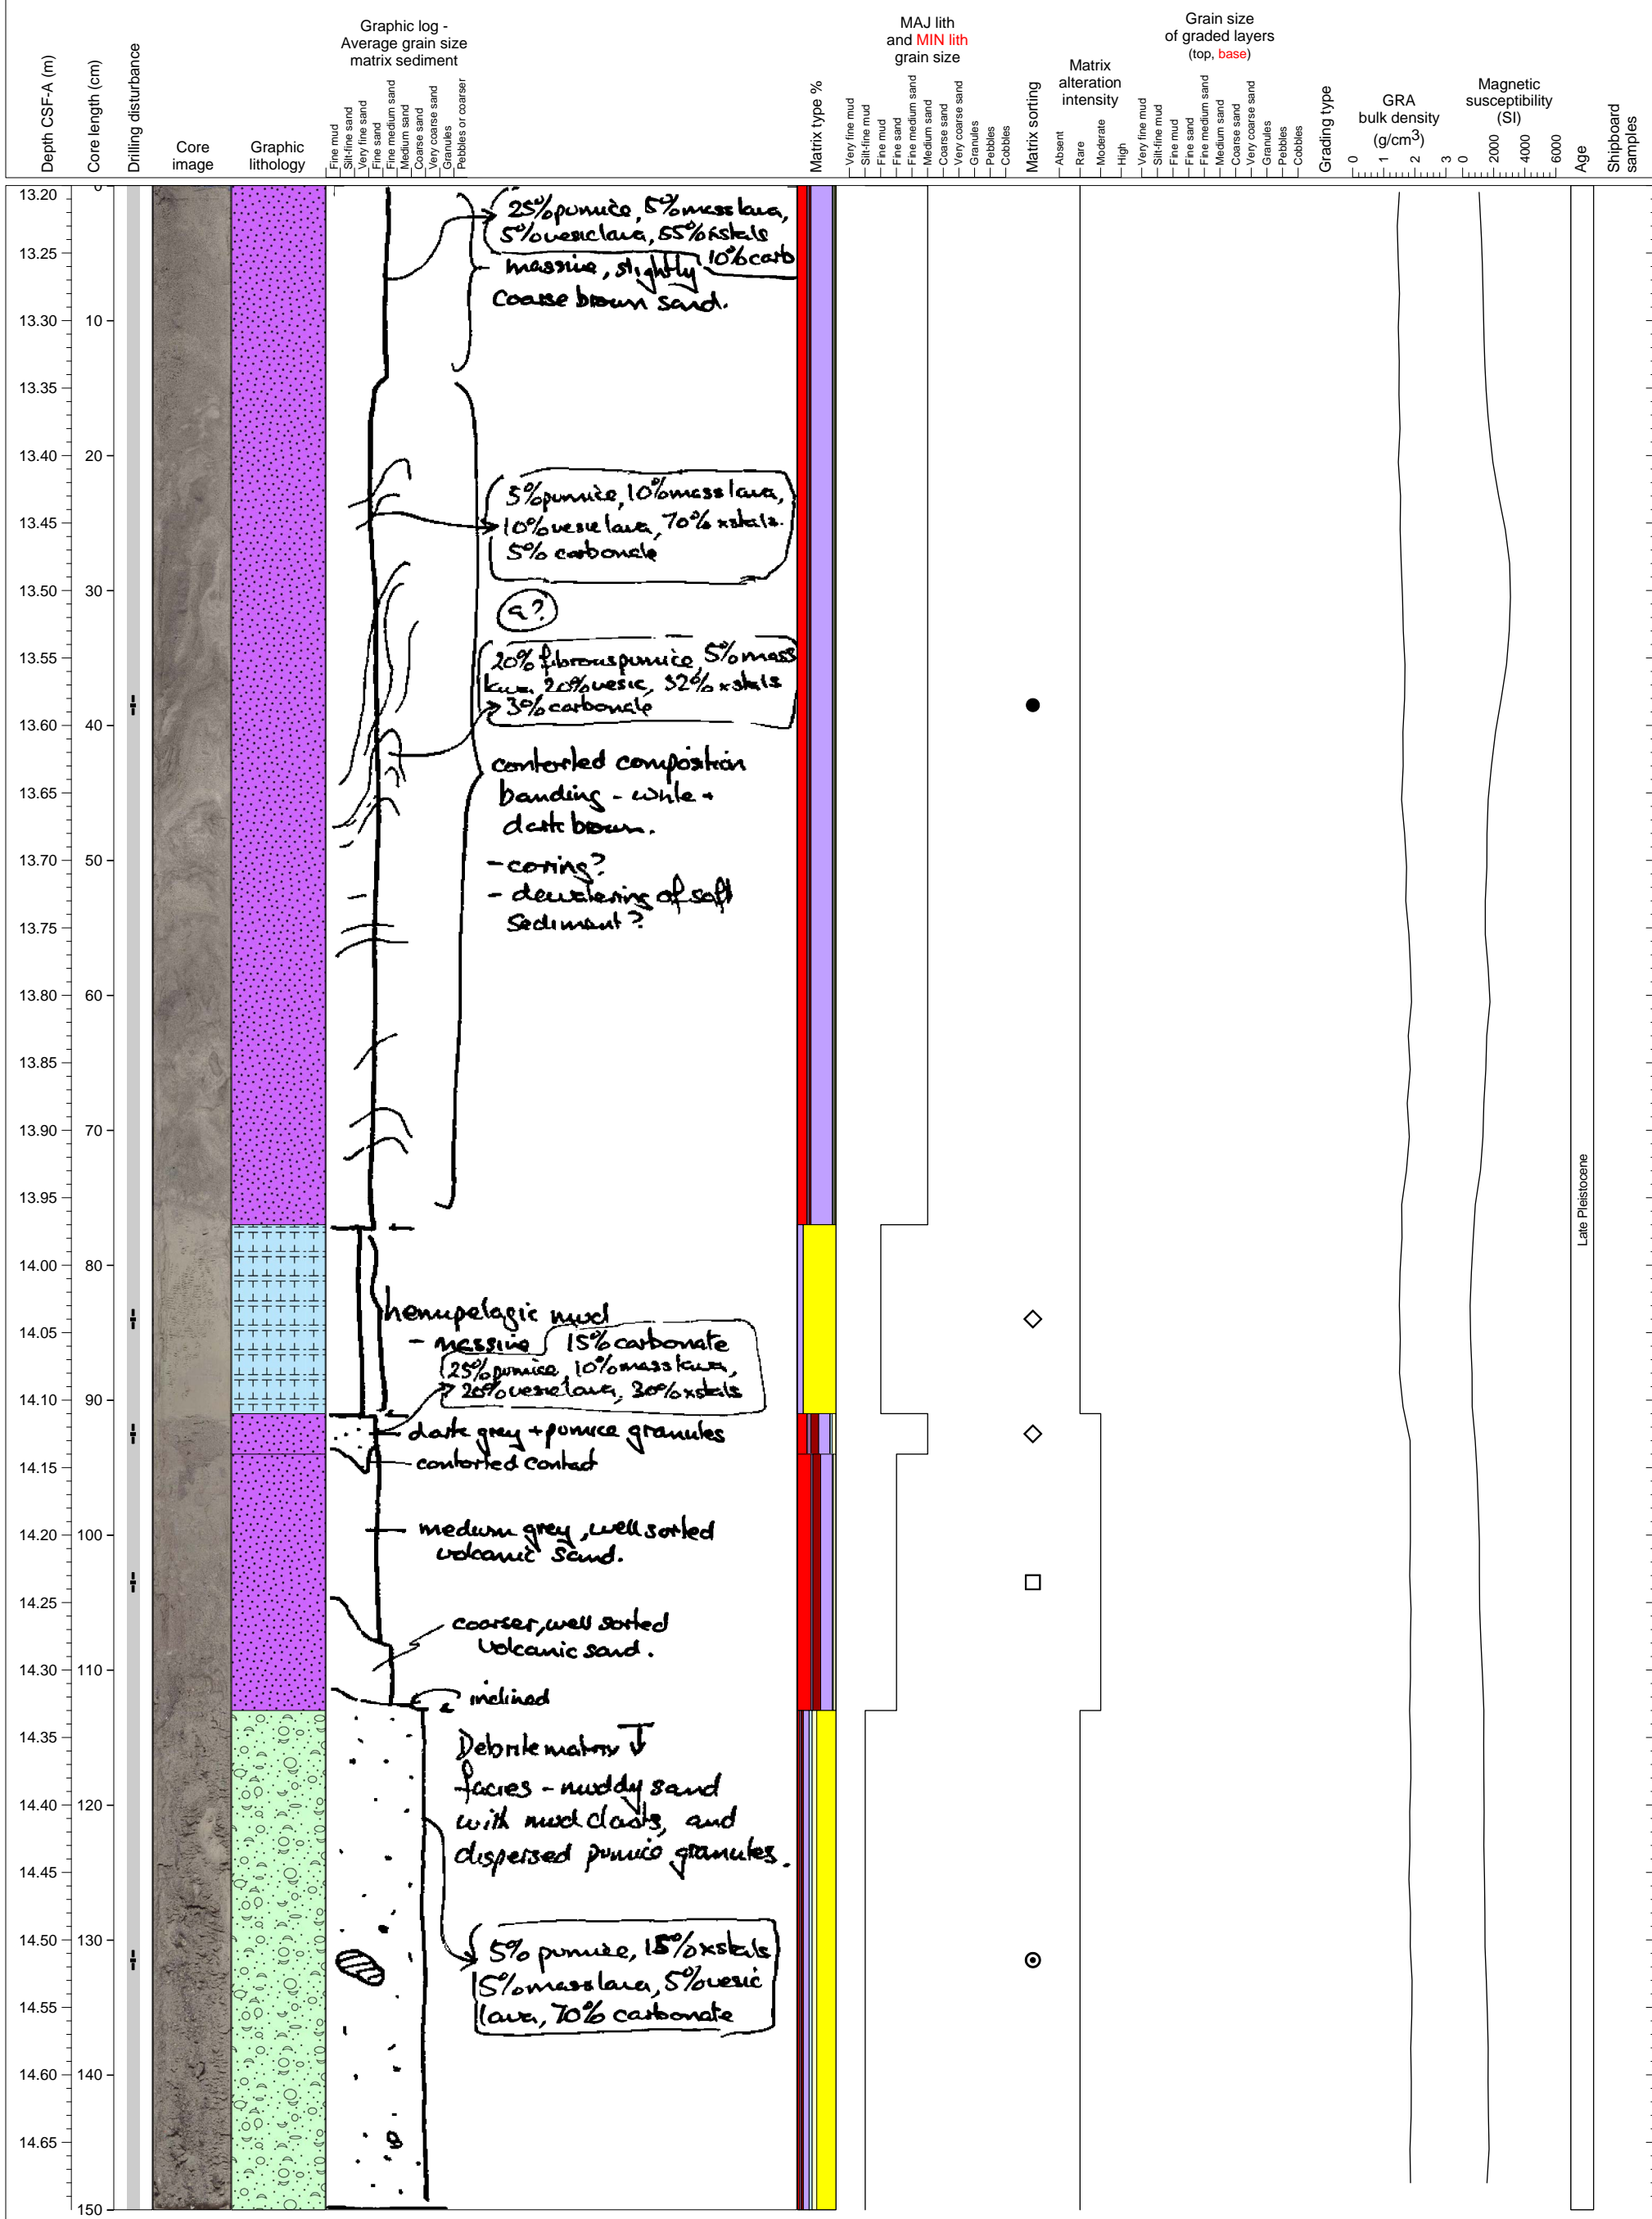 Graphic log -
Average grain size
matrix sediment
MAJ lith
and MIN lith
grain size
Grain size
of graded layers
(top, base)
Matrix
alteration
intensity
GRA
bulk density
(g/cm3)
Magnetic
susceptibility
(SI)
Depth CSF-A (m)
Core length (cm)
Drilling disturbance
Core
image
Graphic
lithology
Fine mud
Silt-fine sand
Very fine sand
Fine sand
Fine medium sand
Medium sand
Coarse sand
Very coarse sand
Granules
Pebbles or coarser
Matrix type %
Very fine mud
Silt-fine mud
Fine mud
Fine sand
Fine medium sand
Medium sand
Coarse sand
Very coarse sand
Granules
Pebbles
Cobbles
Matrix sorting
Absent
Rare
Moderate
High
Very fine mud
Silt-fine mud
Fine mud
Fine sand
Fine medium sand
Medium sand
Coarse sand
Very coarse sand
Granules
Pebbles
Cobbles
Grading type
0 1 2 3
0 2000 4000 6000
Age
Shipboard
samples
13.20 0
13.25
13.30 10
13.35
13.40 20
13.45
13.50 30
13.55
13.60 40
13.65
13.70 50
13.75
13.80 60
13.85
13.90 70
13.95
14.00 80
14.05
14.10 90
14.15
14.20 100
14.25
14.30 110
14.35
14.40 120
14.45
14.50 130
14.55
14.60 140
14.65
150
25% pumice, 5% mass lava,
5% vesic lava, 55% xstals
10% carb
massive, slightly
coarse brown sand.
5% pumice, 10% mass lava,
10% vesic lava, 70% xstals.
5% carbonate
20% fibrous pumice, 5% mass
lava, 20% vesic, 52% xstals
3% carbonate
contorted composition
banding - white +
dark brown.
- coring?
- dewatering of soft
sediment?
hemipelagic mud
- massive
15% carbonate
25% pumice, 10% mass lava,
20% vesic lava, 30% xstals
dark grey + pumice granules
contorted contact
medium grey, well sorted
volcanic sand.
coarser, well sorted
volcanic sand.
inclined
Debrite matrix
facies - muddy sand
with mud clasts, and
dispersed pumice granules.
5% pumice, 15% xstals
5% mass lava, 5% vesic
lava, 70% carbonate
Late Pleistocene